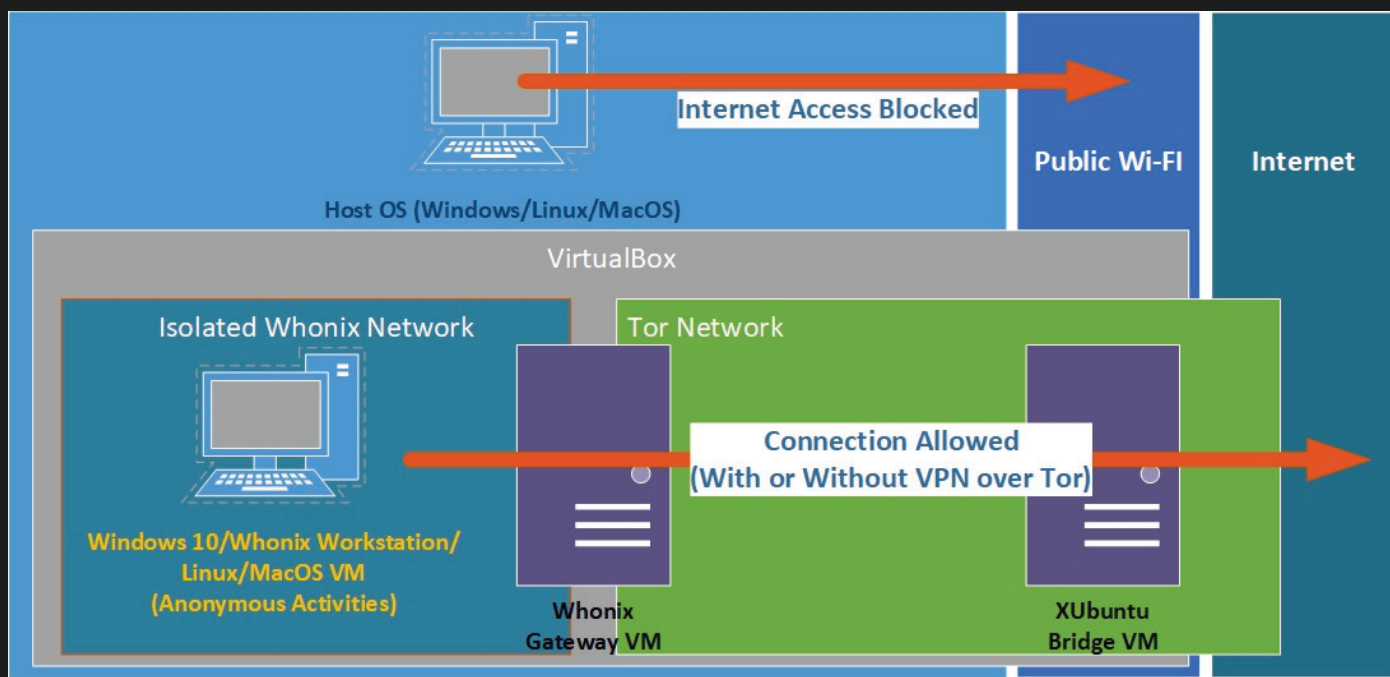 Internet Access Blocked
Public Wi-FI
Internet
Host OS (Windows/Linux/MacOS)
VirtualBox
Isolated Whonix Network
Tor Network
Connection Allowed
(With or Without VPN over Tor)
Windows 10/Whonix Workstation/
Linux/MacOS VM
(Anonymous Activities)
Whonix
Gateway VM
XUbuntu
Bridge VM